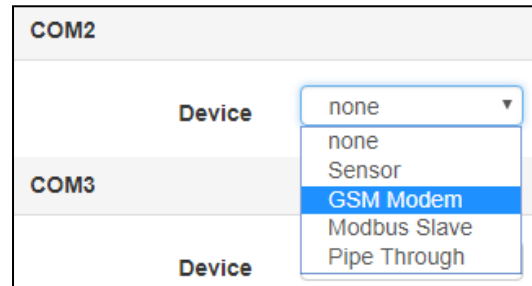 COM2
Device none
none
Sensor
COM3
GSM Modem
Modbus Slave
Pipe Through
Device